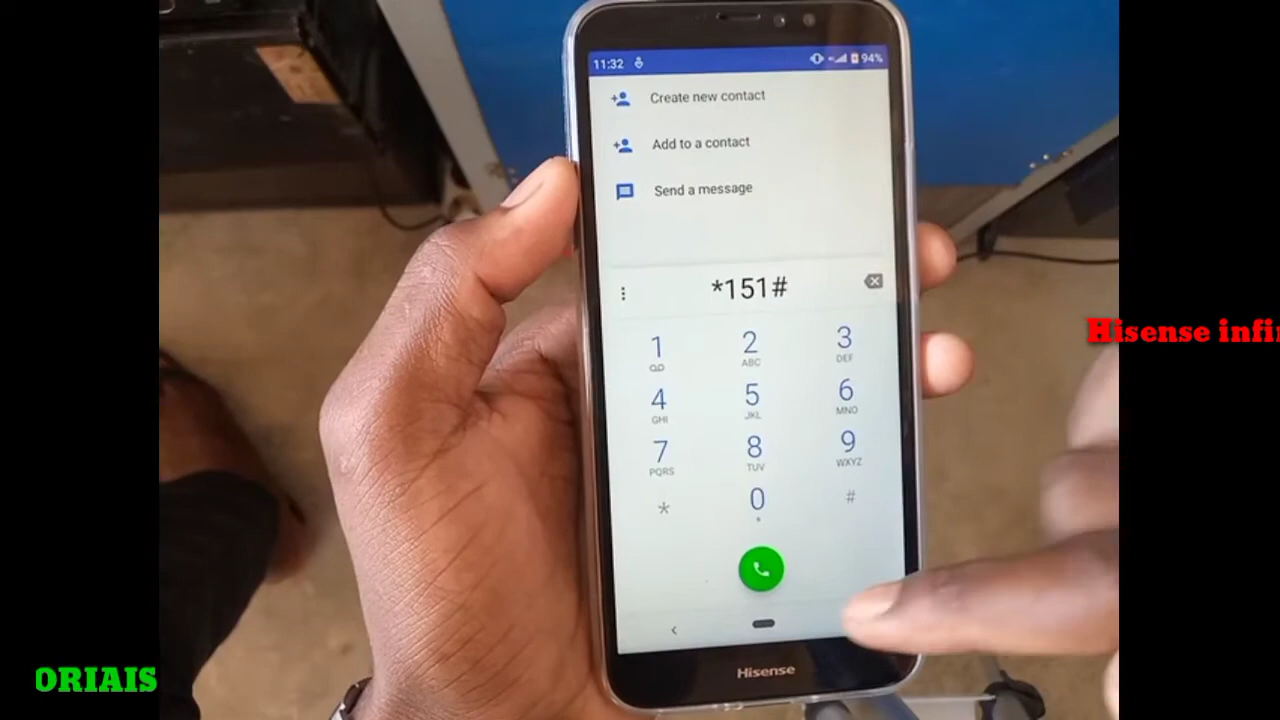 11:32 94%
Create new contact
Add to a contact
Send a message
*151#
1 2 3
ABC DEF
4 5 6
GHI JKL MNO
7 8 9
PQRS TUV WXYZ
* 0 #
+
Hisense
Hisense infi
ORIAIS